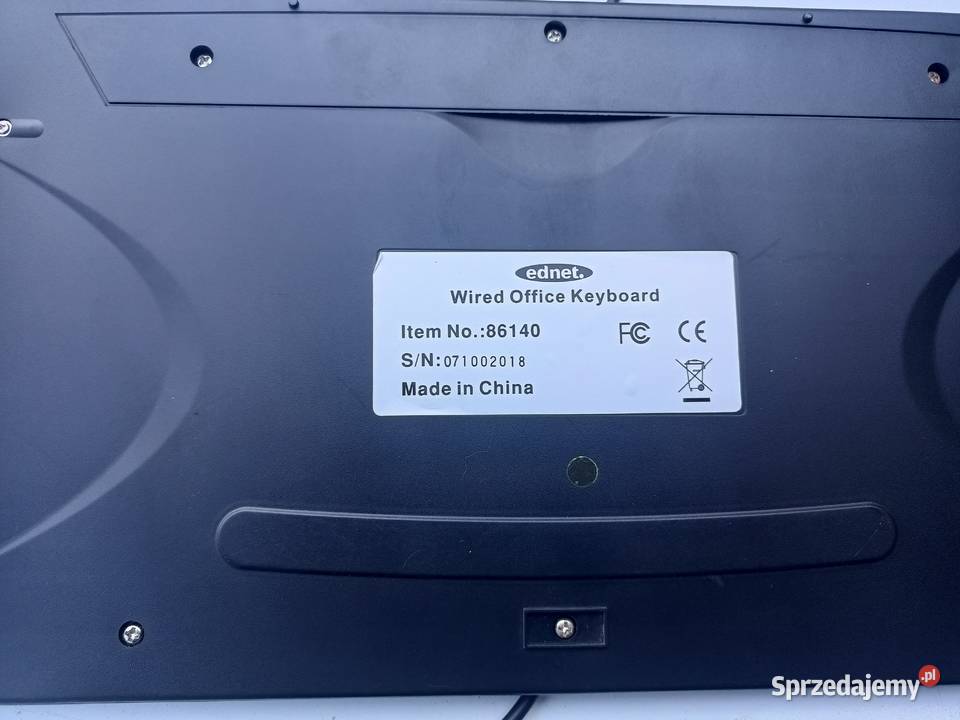 ednet.
Wired Office Keyboard
Item No.:86140 FC CE
S/N:071002018
Made in China
Sprzedajemy.pl